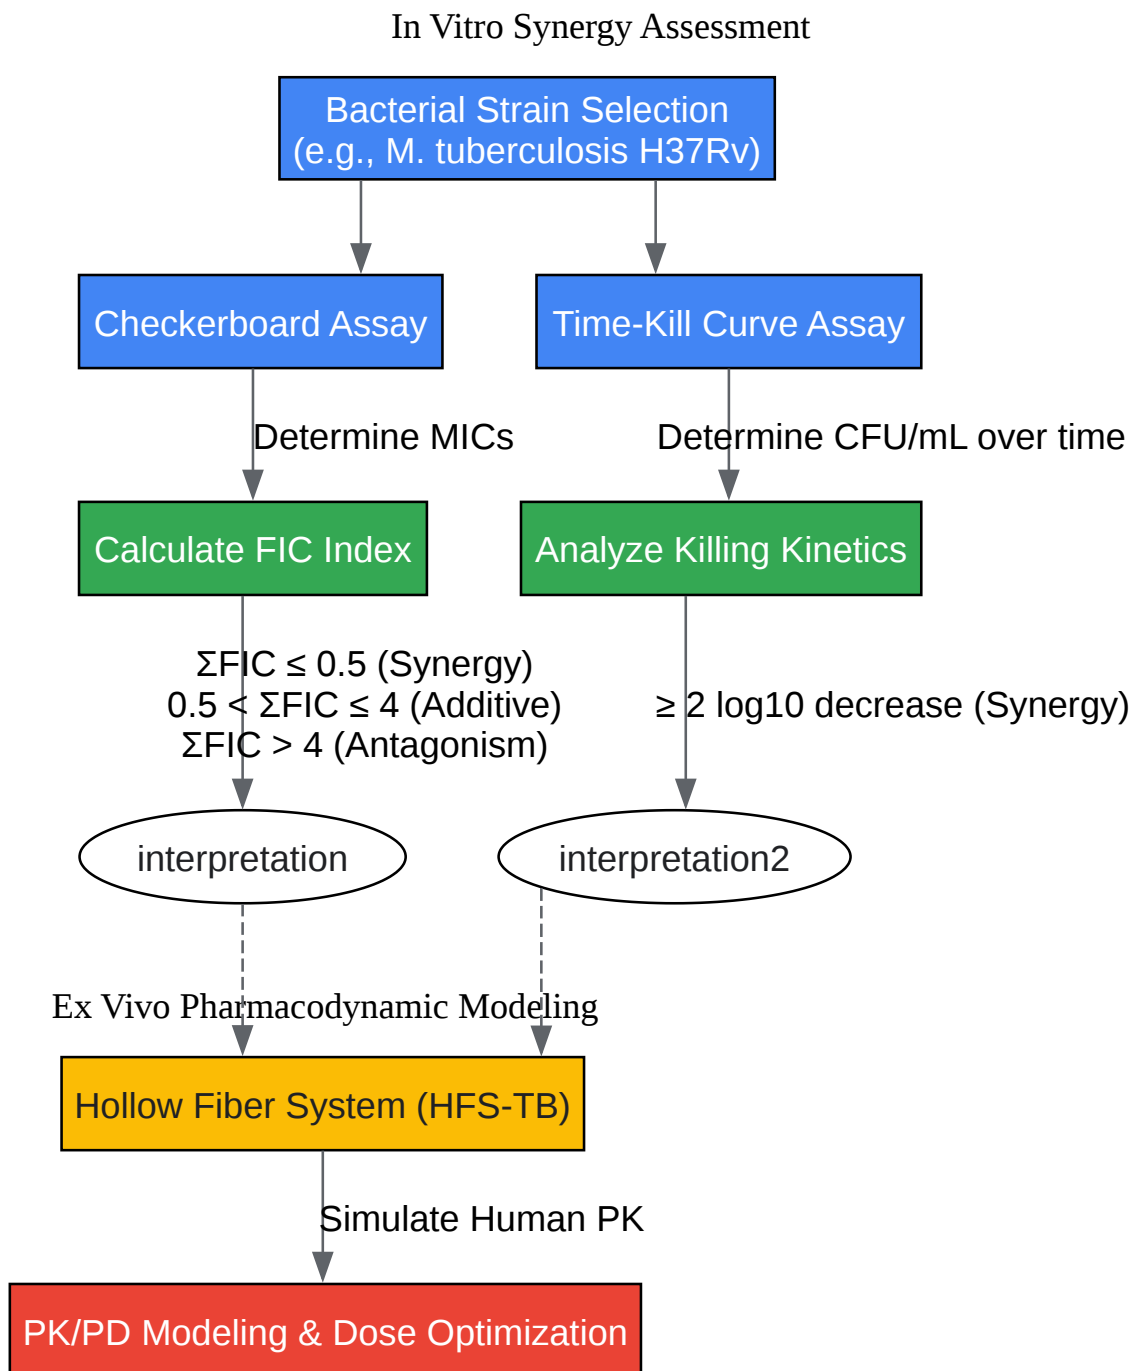 In Vitro Synergy Assessment
Bacterial Strain Selection
(e.g., M. tuberculosis H37Rv)
Checkerboard Assay
Time-Kill Curve Assay
Determine MICs
Determine CFU/mL over time
Calculate FIC Index
Analyze Killing Kinetics
ΣFIC ≤ 0.5 (Synergy)
0.5 < ΣFIC ≤ 4 (Additive)
ΣFIC > 4 (Antagonism)
≥ 2 log10 decrease (Synergy)
interpretation
interpretation2
Ex Vivo Pharmacodynamic Modeling
Hollow Fiber System (HFS-TB)
Simulate Human PK
PK/PD Modeling & Dose Optimization